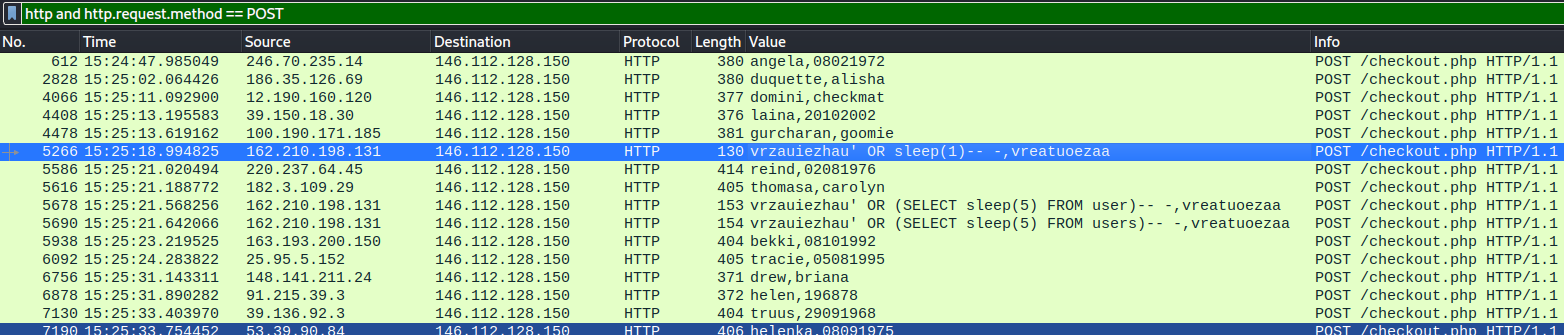 http and http.request.method == POST
No. Time Source Destination Protocol Length Value Info
612 15:24:47.985049 246.70.235.14 146.112.128.150 HTTP 380 angela,08021972 POST /checkout.php HTTP/1.1
2828 15:25:02.064426 186.35.126.69 146.112.128.150 HTTP 380 duquette,alisha POST /checkout.php HTTP/1.1
4066 15:25:11.092900 12.190.160.120 146.112.128.150 HTTP 377 domini,checkmat POST /checkout.php HTTP/1.1
4408 15:25:13.195583 39.150.18.30 146.112.128.150 HTTP 376 laina,20102002 POST /checkout.php HTTP/1.1
4478 15:25:13.619162 100.190.171.185 146.112.128.150 HTTP 381 gurcharan,goomie POST /checkout.php HTTP/1.1
5266 15:25:18.994825 162.210.198.131 146.112.128.150 HTTP 130 vrzauiezhau' OR sleep(1)-- -,vreatuoezaa POST /checkout.php HTTP/1.1
5586 15:25:21.020494 220.237.64.45 146.112.128.150 HTTP 414 reind,02081976 POST /checkout.php HTTP/1.1
5616 15:25:21.188772 182.3.109.29 146.112.128.150 HTTP 405 thomasa,carolyn POST /checkout.php HTTP/1.1
5678 15:25:21.568256 162.210.198.131 146.112.128.150 HTTP 153 vrzauiezhau' OR (SELECT sleep(5) FROM user)-- -,vreatuoezaa POST /checkout.php HTTP/1.1
5690 15:25:21.642066 162.210.198.131 146.112.128.150 HTTP 154 vrzauiezhau' OR (SELECT sleep(5) FROM users)-- -,vreatuoezaa POST /checkout.php HTTP/1.1
5938 15:25:23.219525 163.193.200.150 146.112.128.150 HTTP 404 bekki,08101992 POST /checkout.php HTTP/1.1
6092 15:25:24.283822 25.95.5.152 146.112.128.150 HTTP 405 tracie,05081995 POST /checkout.php HTTP/1.1
6756 15:25:31.143311 148.141.211.24 146.112.128.150 HTTP 371 drew,briana POST /checkout.php HTTP/1.1
6878 15:25:31.890282 91.215.39.3 146.112.128.150 HTTP 372 helen,196878 POST /checkout.php HTTP/1.1
7130 15:25:33.403970 39.136.92.3 146.112.128.150 HTTP 404 truus,29091968 POST /checkout.php HTTP/1.1
7190 15:25:33.754452 53.39.90.84 146.112.128.150 HTTP 406 helenka,08091975 POST /checkout.php HTTP/1.1